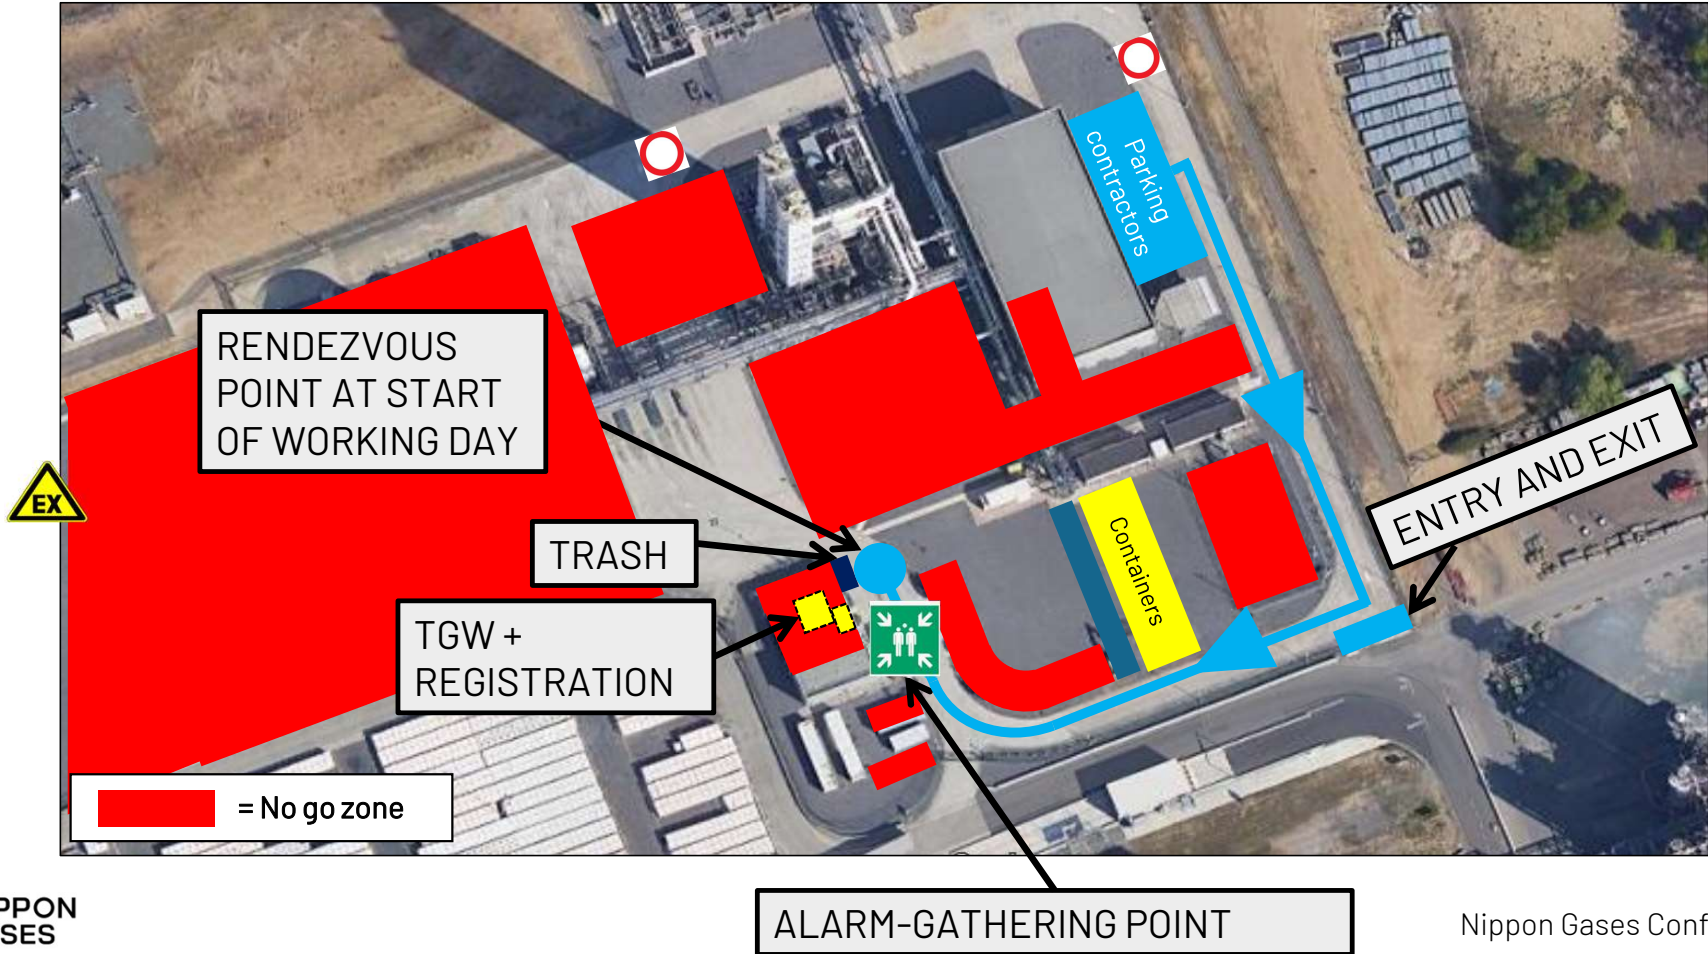 Parking
contractors
RENDEZVOUS
POINT AT START
OF WORKING DAY
ENTRY AND EXIT
EX
Containers
TRASH
TGW +
REGISTRATION
= No go zone
ALARM-GATHERING POINT
PPON
SES
Nippon Gases Conf